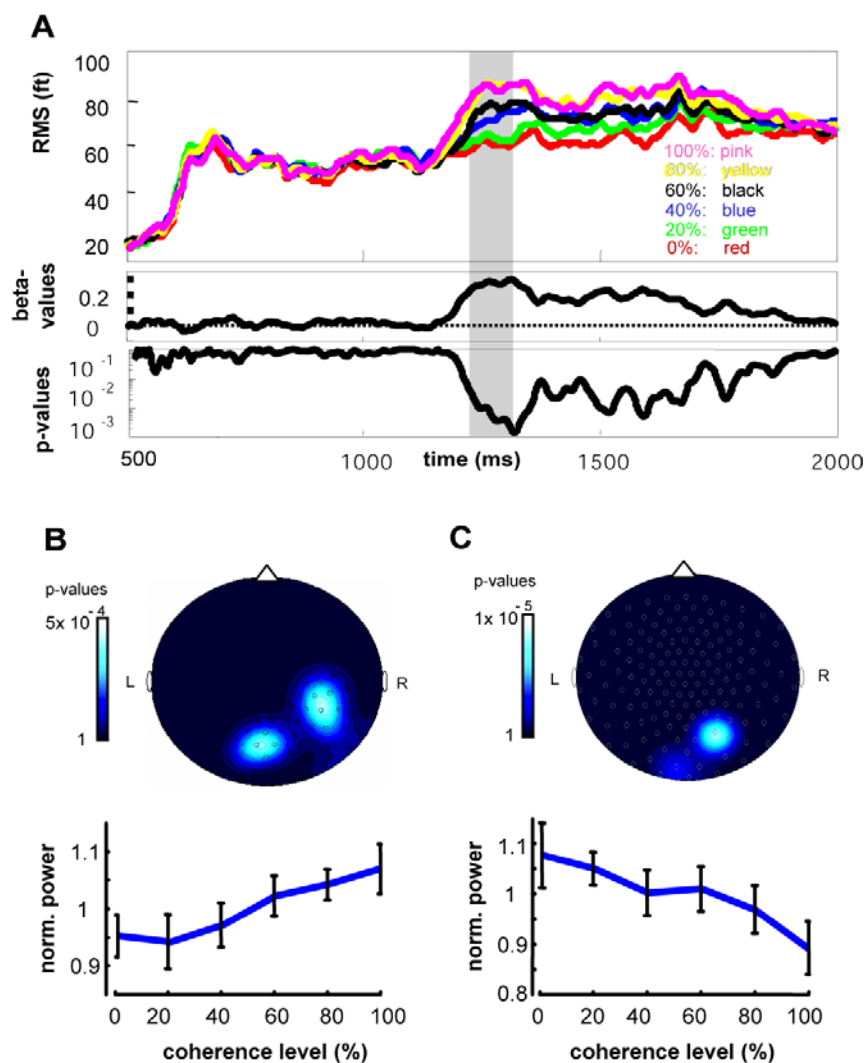 A
RMS (ft)
100
80
60
40
20
100%: pink
80%: yellow
60%: black
40%: blue
20%: green
0%: red
beta-
values
0.2
0
p-values
10-1
10-2
10-3
500
1000
time (ms)
1500
2000
B
p-values
5x 10-4
1
L
R
norm. power
1.1
1
0.9
0
20
40
60
80
100
coherence level (%)
C
p-values
1x 10-5
1
L
R
norm. power
1.1
1
0.9
0.8
0
20
40
60
80
100
coherence level (%)